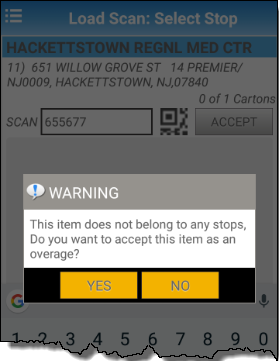 Load Scan: Select Stop
HACKETTSTOWN REGNL MED CTR
11) 651 WILLOW GROVE ST 14 PREMIER/
NJ0009, HACKETTSTOWN, NJ,07840
0 of 1 Cartons
SCAN 655677 ACCEPT
WARNING
This item does not belong to any stops,
Do you want to accept this item as an
overage?
YES NO
G
1 2 3 4 5 6 7 8 9 0